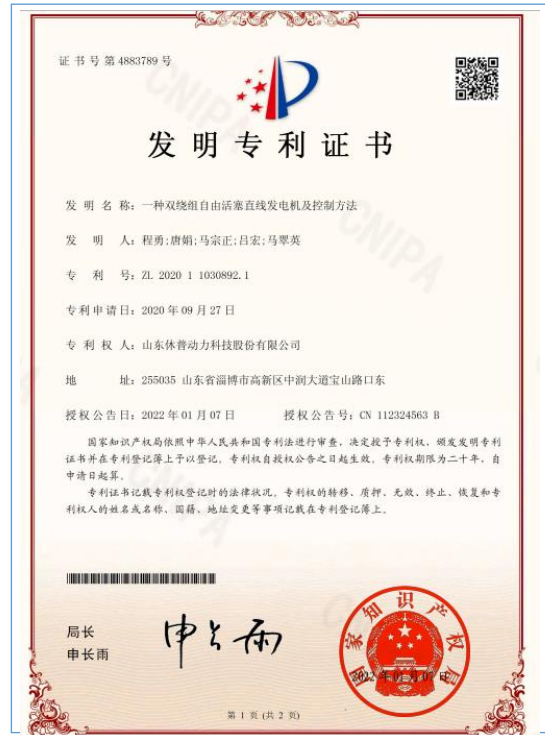 证书号第4883789号
发明专利证书
发 明 名 称：一种双绕组自由活塞直线发电机及控制方法
发 明 人：程勇;唐娟;马宗正;吕宏;马翠英
专 利 号：ZL 2020 1 1030892.1
专利申请日：2020年09月27日
专 利 权 人：山东休普动力科技股份有限公司
地 址：255035 山东省淄博市高新区中润大道宝山路口东
授权公告日：2022年01月07日 授权公告号：CN 112324563 B
国家知识产权局依照中华人民共和国专利法进行审查，决定授予专利权，颁发发明专利
证书并在专利登记簿上予以登记。专利权自授权公告之日起生效。专利权期限为二十年，自
申请日起算。
专利证书记载专利权登记时的法律状况。专利权的转移、质押、无效、终止、恢复和专
利权人的姓名或名称、国籍、地址变更等事项记载在专利登记簿上。
局长
申长雨
申长雨
国家知识产权局
2022年01月07日
第 1 页 (共 2 页)
CNIPA
CNIPA
CNIPA